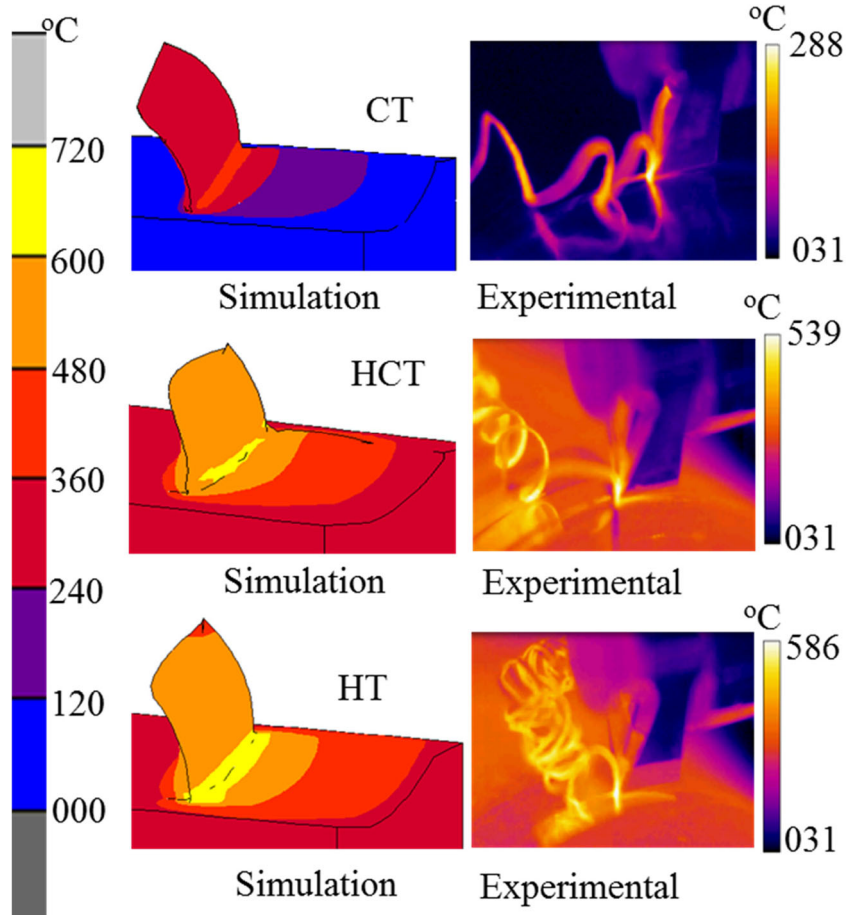 ºC
720
600
480
360
240
120
000
CT
Simulation
ºC
288
031
Experimental
HCT
Simulation
ºC
539
031
Experimental
HT
Simulation
ºC
586
031
Experimental